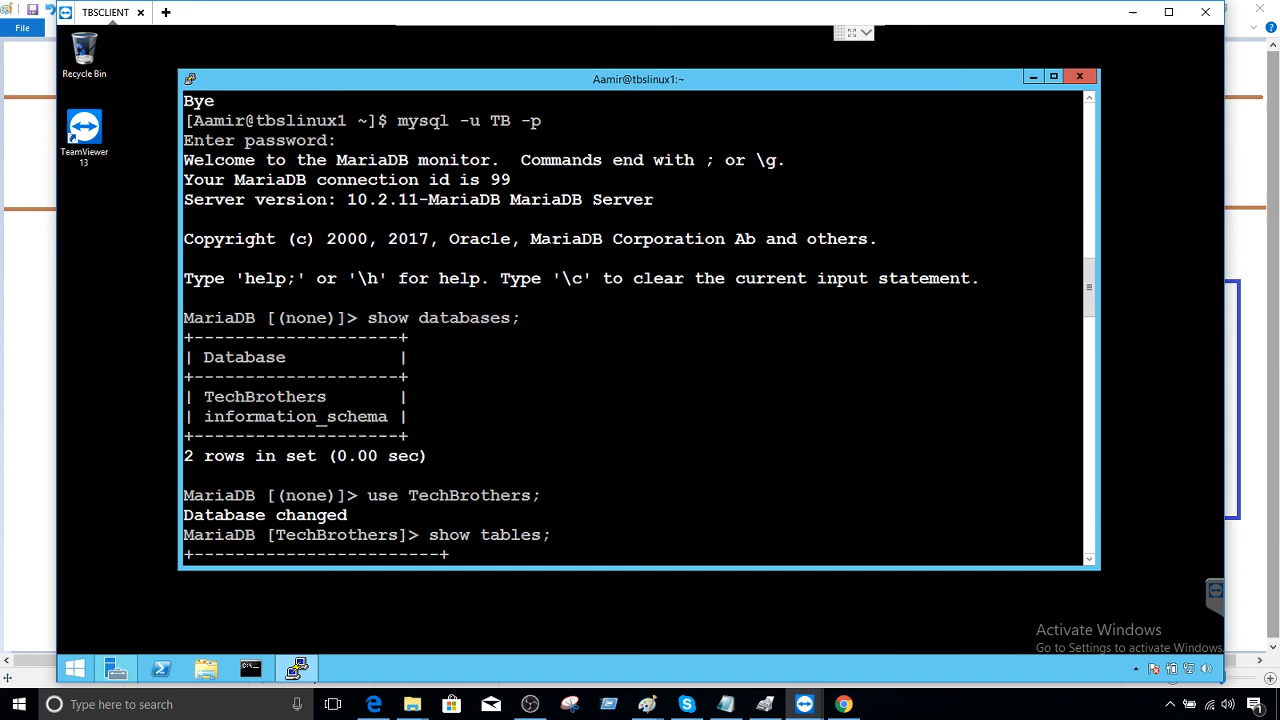 TBSCLIENT
File
Recycle Bin
TeamViewer
13
Aamir@tbslinux1:~
Bye
[Aamir@tbslinux1 ~]$ mysql -u TB -p
Enter password:
Welcome to the MariaDB monitor.  Commands end with ; or \g.
Your MariaDB connection id is 99
Server version: 10.2.11-MariaDB MariaDB Server
Copyright (c) 2000, 2017, Oracle, MariaDB Corporation Ab and others.
Type 'help;' or '\h' for help. Type '\c' to clear the current input statement.
MariaDB [(none)]> show databases;
+--------------------+
| Database           |
+--------------------+
| TechBrothers       |
| information_schema |
+--------------------+
2 rows in set (0.00 sec)
MariaDB [(none)]> use TechBrothers;
Database changed
MariaDB [TechBrothers]> show tables;
+------------------------+
Activate Windows
Go to Settings to activate Windows.
Type here to search